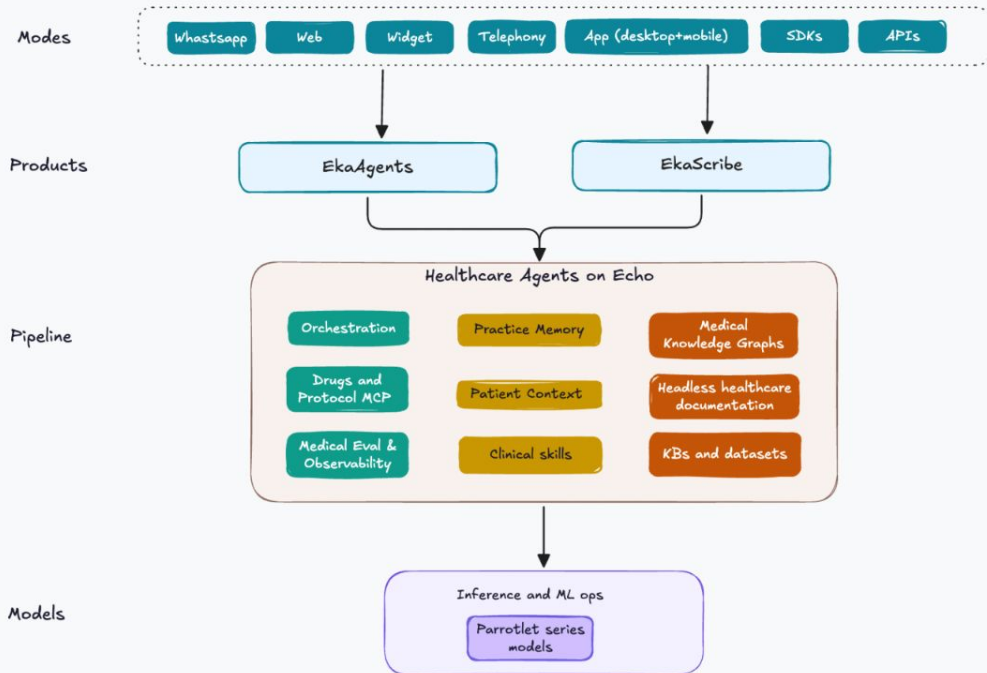 Modes
Whastsapp
Web
Widget
Telephony
App (desktop+mobile)
SDKs
APIs
Products
EkaAgents
EkaScribe
Pipeline
Healthcare Agents on Echo
Orchestration
Practice Memory
Medical
Knowledge Graphs
Drugs and
Protocol MCP
Patient Context
Headless healthcare
documentation
Medical Eval &
Observability
Clinical skills
KBs and datasets
Models
Inference and ML ops
Parrotlet series
models